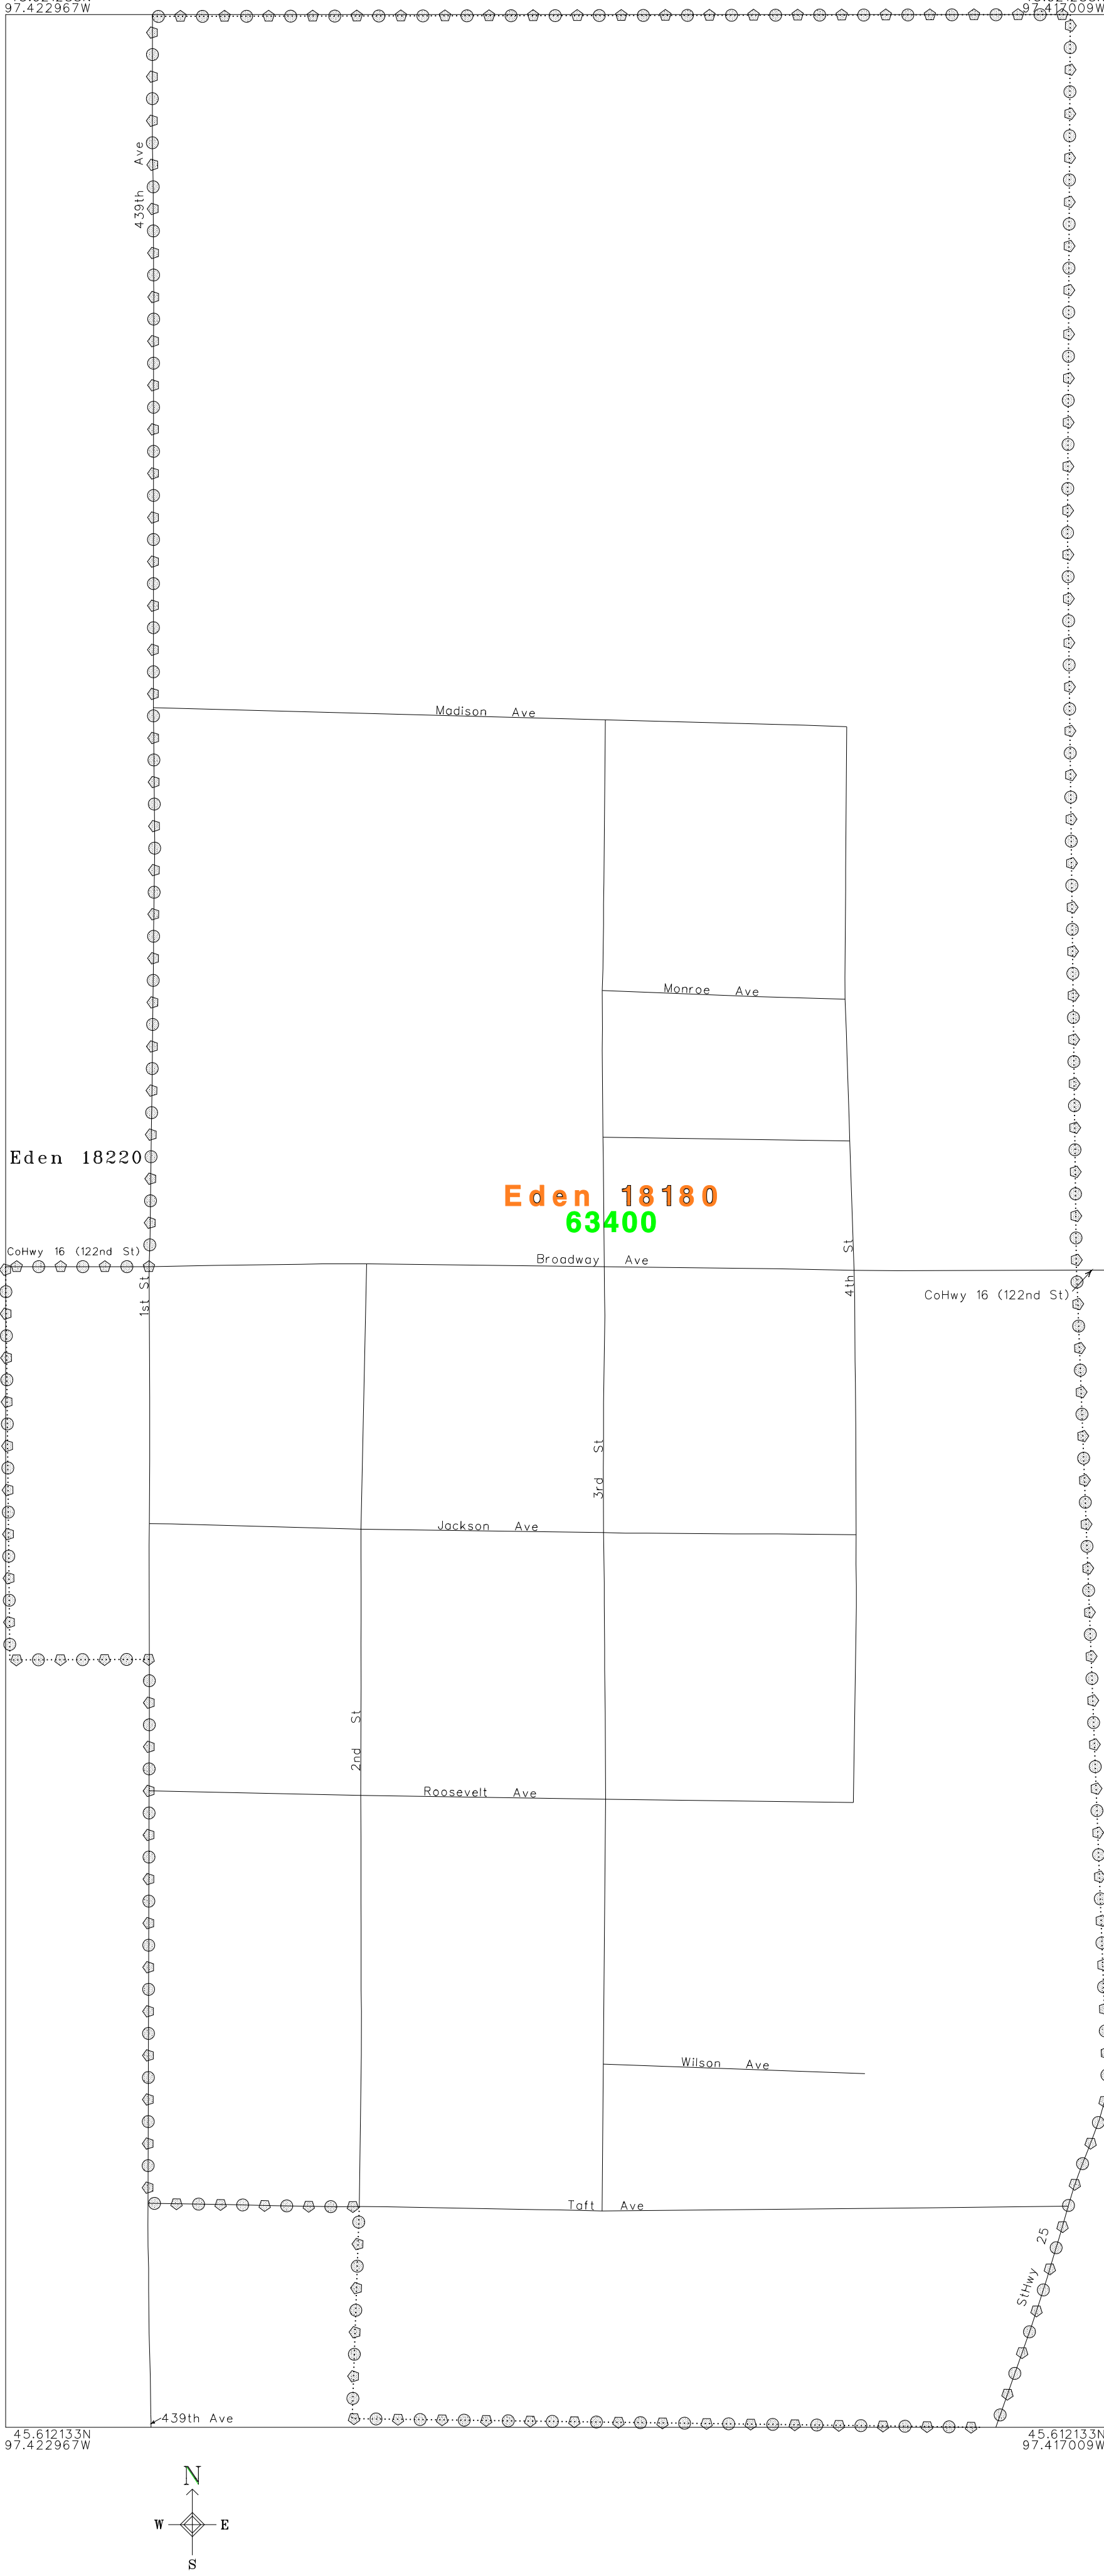 97.422967W
97.417009W
439th Ave
Madison Ave
Monroe Ave
Eden 18220
Eden 18180
63400
CoHwy 16 (122nd St)
Broadway Ave
4th St
1st St
CoHwy 16 (122nd St)
3rd St
Jackson Ave
2nd St
Roosevelt Ave
Wilson Ave
Taft Ave
StHwy 25
439th Ave
45.612133N
97.422967W
45.612133N
97.417009W
N
W E
S